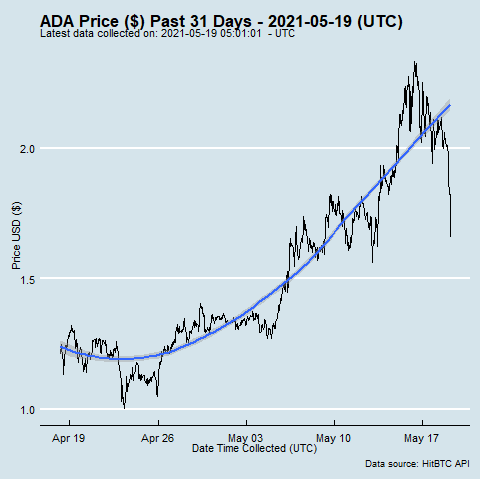 ADA Price ($) Past 31 Days - 2021-05-19 (UTC)
Latest data collected on: 2021-05-19 05:01:01  - UTC
Price USD ($)
2.0
1.5
1.0
Apr 19 Apr 26 May 03 May 10 May 17
Date Time Collected (UTC)
Data source: HitBTC API